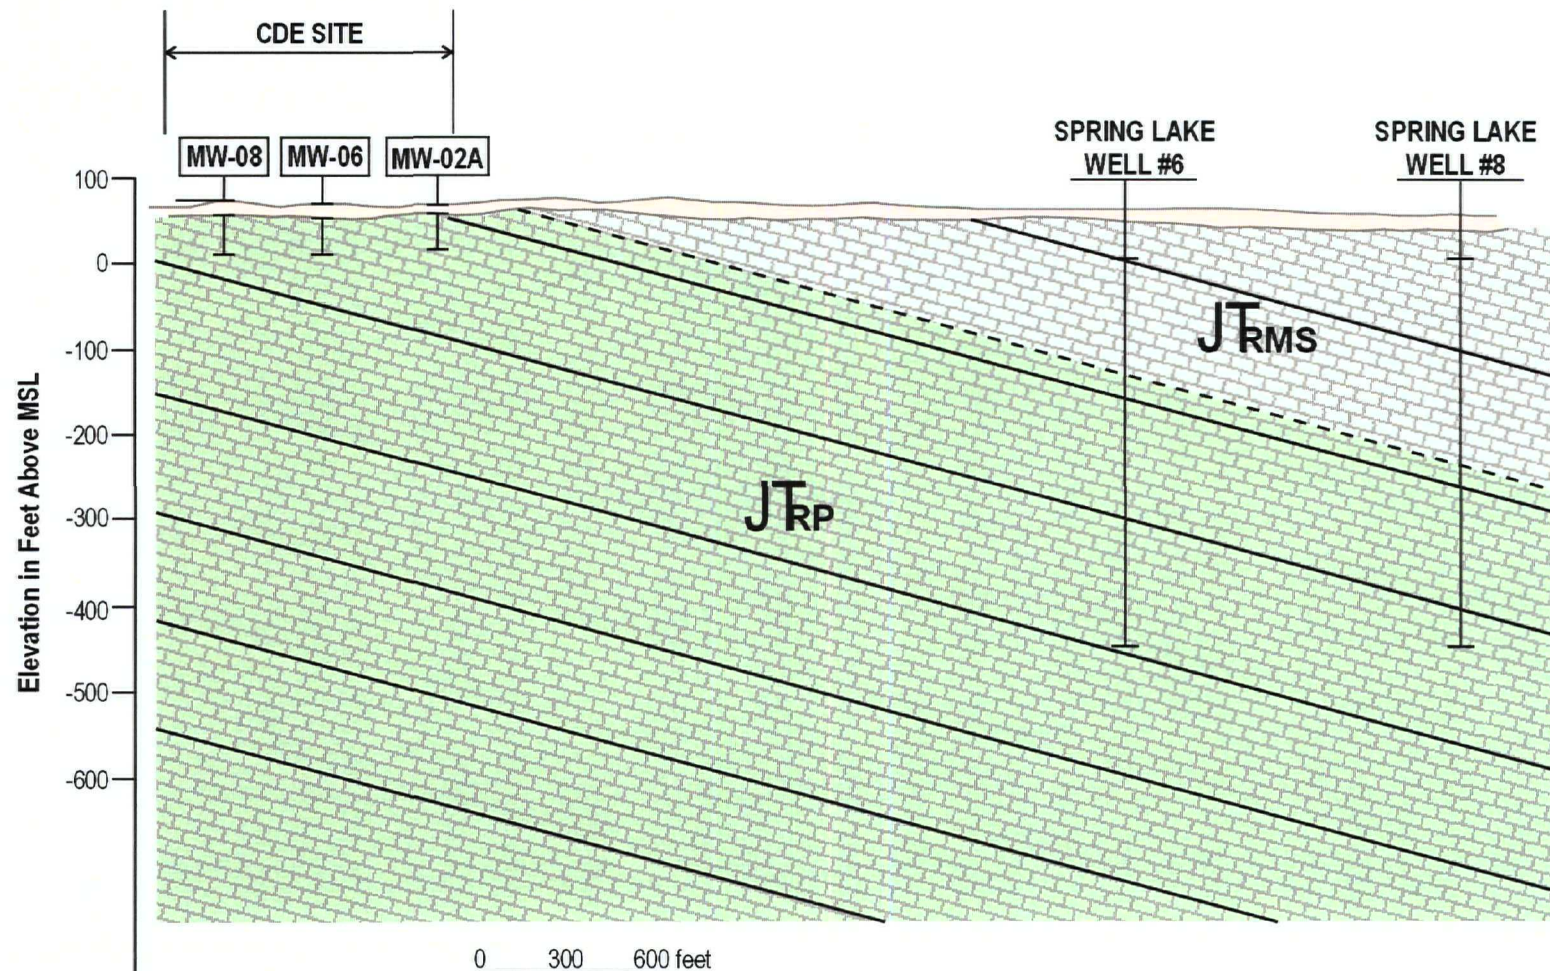 CDE SITE
MW-08 MW-06 MW-02A
SPRING LAKE
WELL #6
SPRING LAKE
WELL #8
100
0
-100
-200
-300
-400
-500
-600
Elevation in Feet Above MSL
JTRMS
JTRP
0 300 600 feet